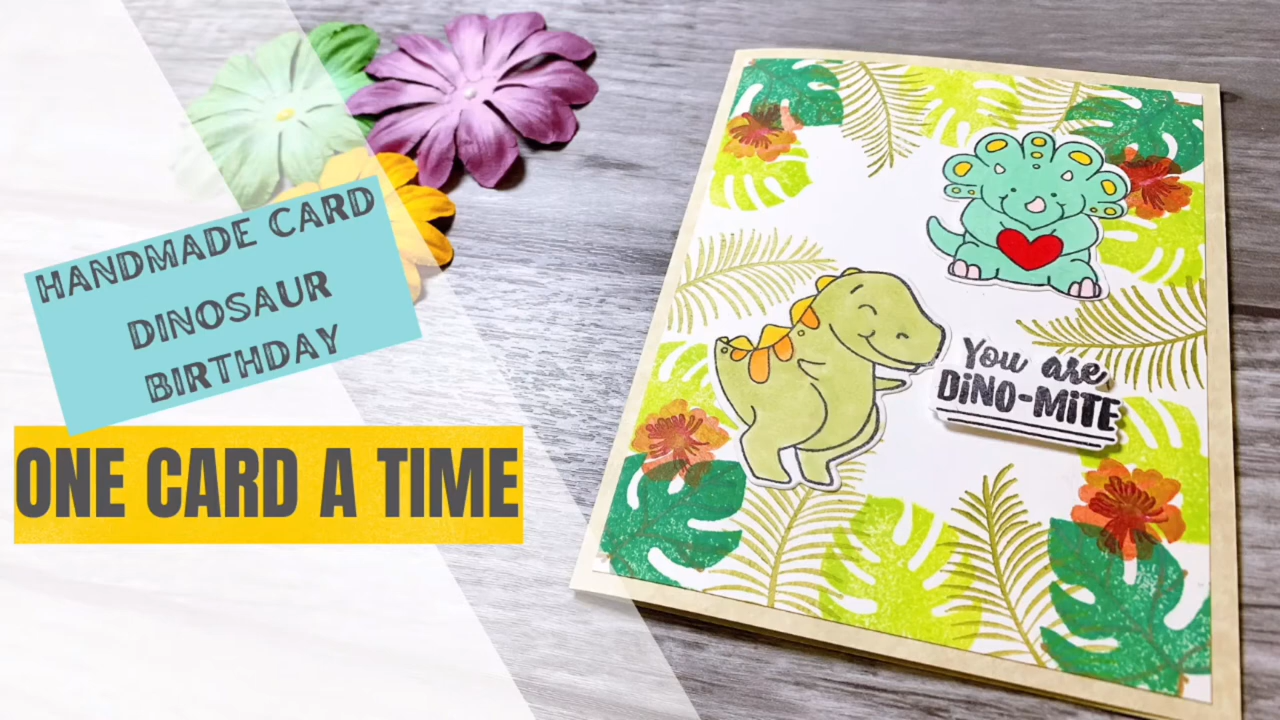 HANDMADE CARD
DINOSAUR
BIRTHDAY
ONE CARD A TIME
You are
DiNO-MiTE